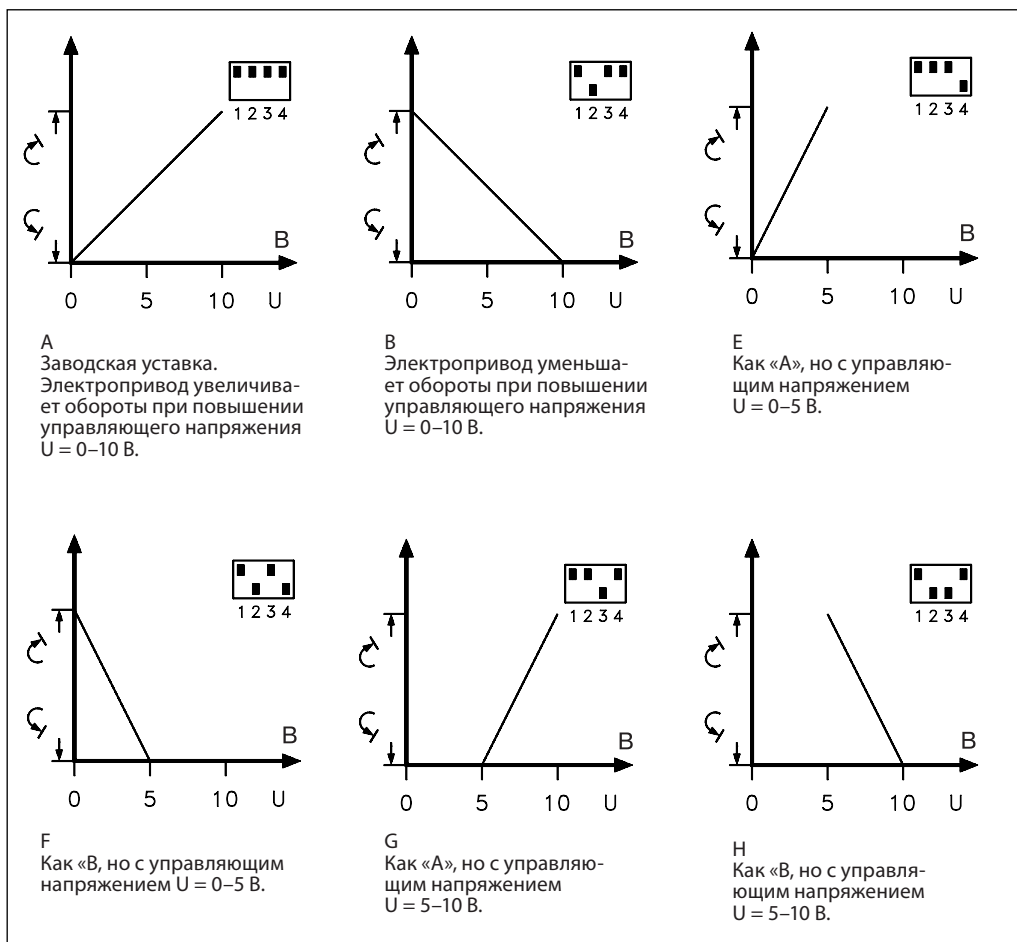 1 2 3 4
В
0 5 10 U
A
Заводская уставка.
Электропривод увеличива-
ет обороты при повышении
управляющего напряжения
U = 0–10 В.
1 2 3 4
В
0 5 10 U
B
Электропривод уменьша-
ет обороты при повышении
управляющего напряжения
U = 0–10 В.
1 2 3 4
В
0 5 10 U
E
Как «А», но с управляю-
щим напряжением
U = 0–5 В.
1 2 3 4
В
0 5 10 U
F
Как «В, но с управляющим
напряжением U = 0–5 В.
1 2 3 4
В
0 5 10 U
G
Как «А», но с управляю-
щим напряжением
U = 5–10 В.
1 2 3 4
В
0 5 10 U
H
Как «В, но с управля-
ющим напряжением
U = 5–10 В.